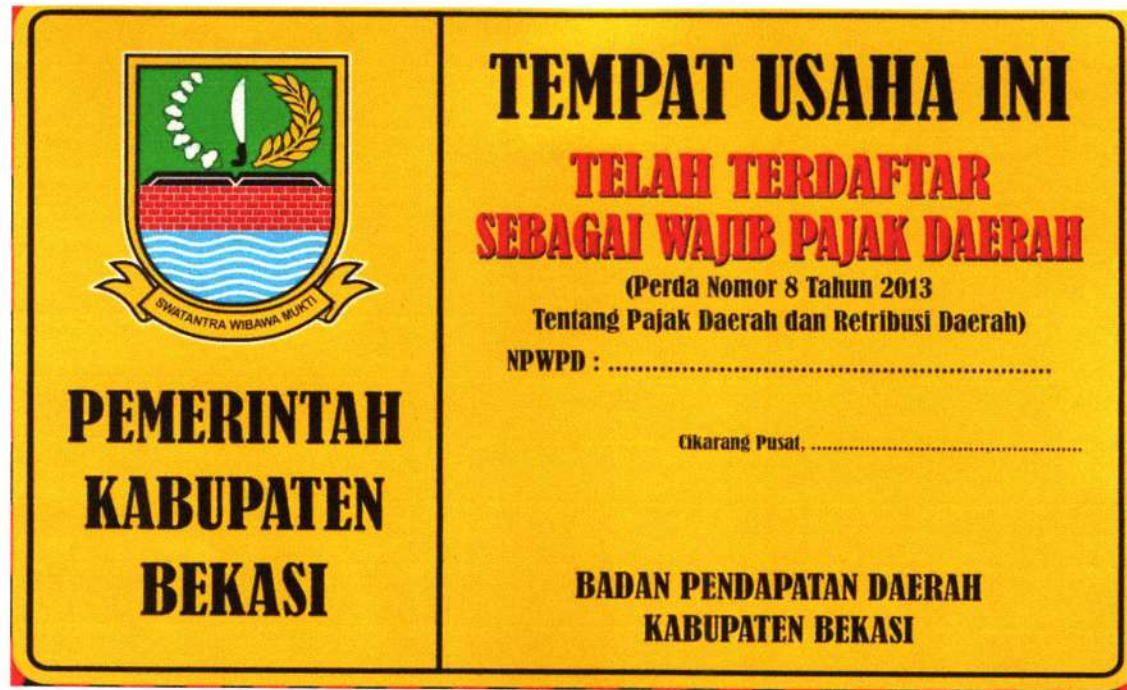 SWATANTRA WIBAWA MUKTI
PEMERINTAH
KABUPATEN
BEKASI
TEMPAT USAHA INI
TELAH TERDAFTAR
SEBAGAI WAJIB PAJAK DAERAH
(Perda Nomor 8 Tahun 2013
Tentang Pajak Daerah dan Retribusi Daerah)
NPWPD : ............................................................
Cikarang Pusat, ..................................................
BADAN PENDAPATAN DAERAH
KABUPATEN BEKASI